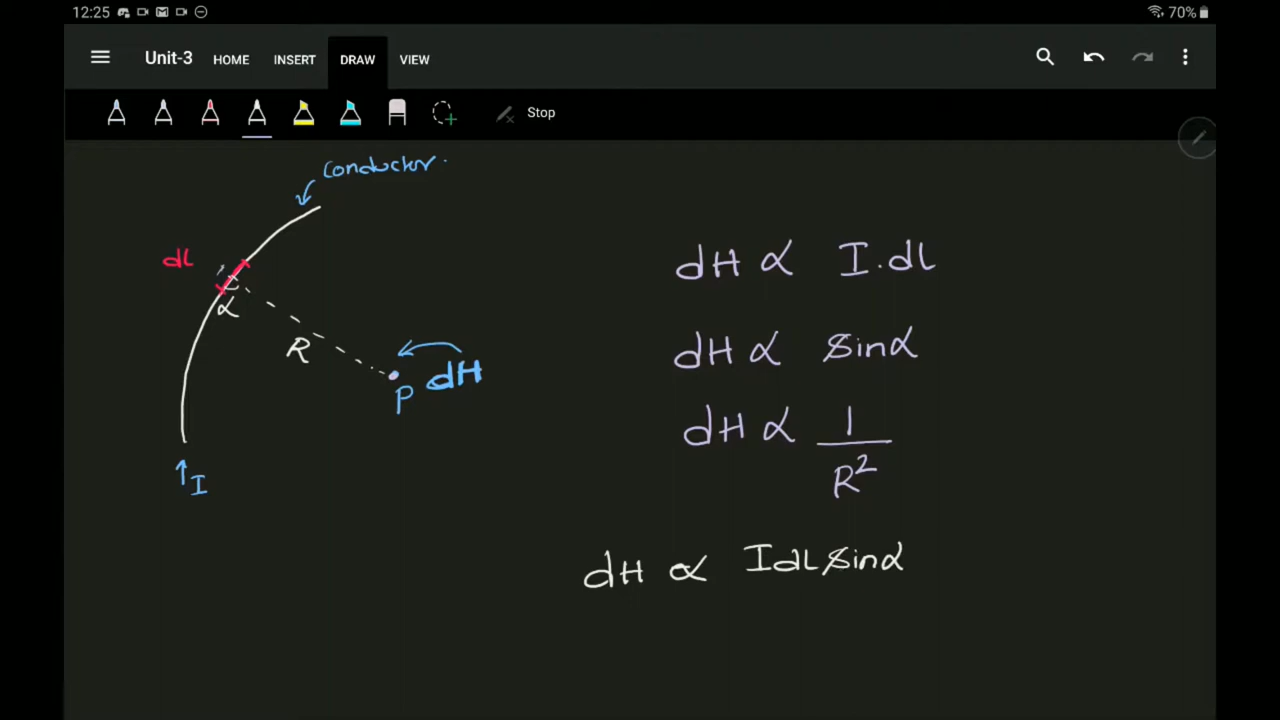 12:25 70%
Unit-3 HOME INSERT DRAW VIEW
Stop
conductor.
dL
α
R
P dH
↑I
dH α I.dL
dH α sinα
dH α 1/R²
dH α IdLsinα